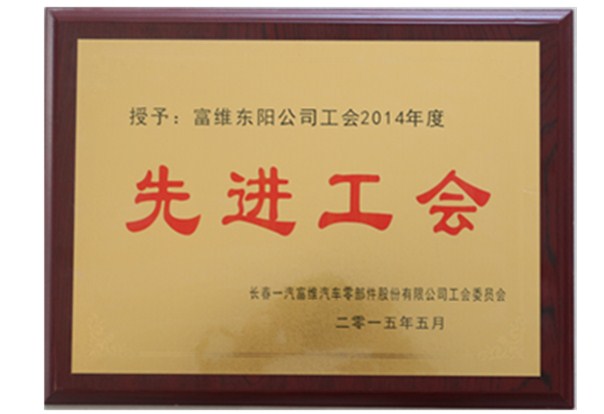 授予：富维东阳公司工会2014年度
先进工会
长春一汽富维汽车零部件股份有限公司工会委员会
二零一五年五月